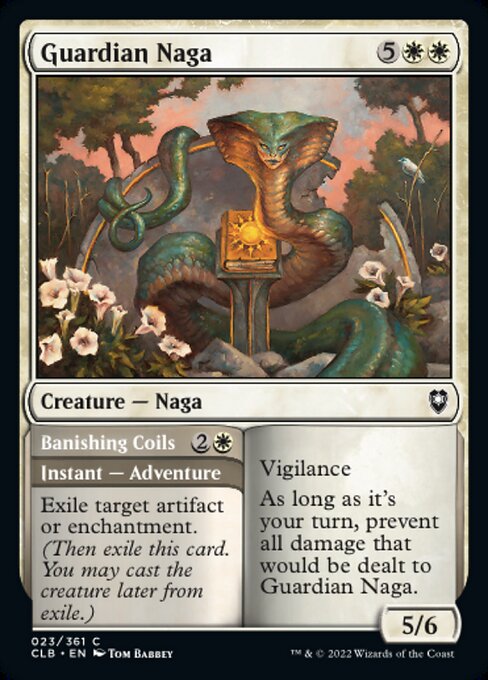 Guardian Naga 5
Creature — Naga
Banishing Coils 2
Instant — Adventure
Exile target artifact
or enchantment.
(Then exile this card.
You may cast the
creature later from
exile.)
Vigilance
As long as it's
your turn, prevent
all damage that
would be dealt to
Guardian Naga.
5/6
023/361 C
CLB • EN Tom Babbey
™ & © 2022 Wizards of the Coast